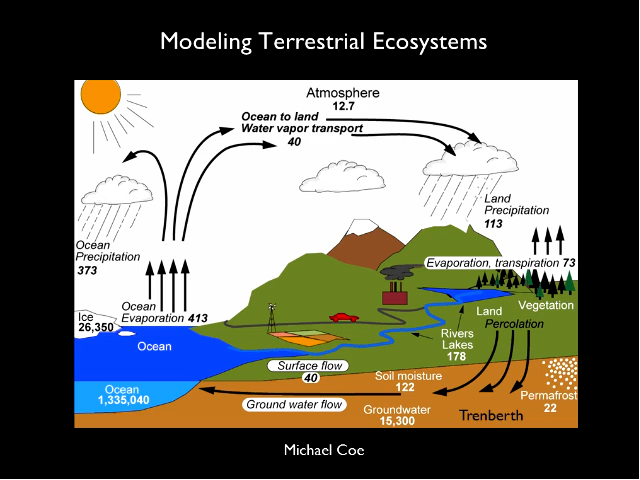 Modeling Terrestrial Ecosystems
Atmosphere
12.7
Ocean to land
Water vapor transport
40
Land
Precipitation
113
Ocean
Precipitation
373
Evaporation, transpiration 73
Ocean
Evaporation 413
Ice
26,350
Vegetation
Land
Percolation
Ocean
Rivers
Lakes
178
Surface flow
40
Soil moisture
122
Ocean
1,335,040
Ground water flow
Groundwater
15,300
Trenberth
Permafrost
22
Michael Coe